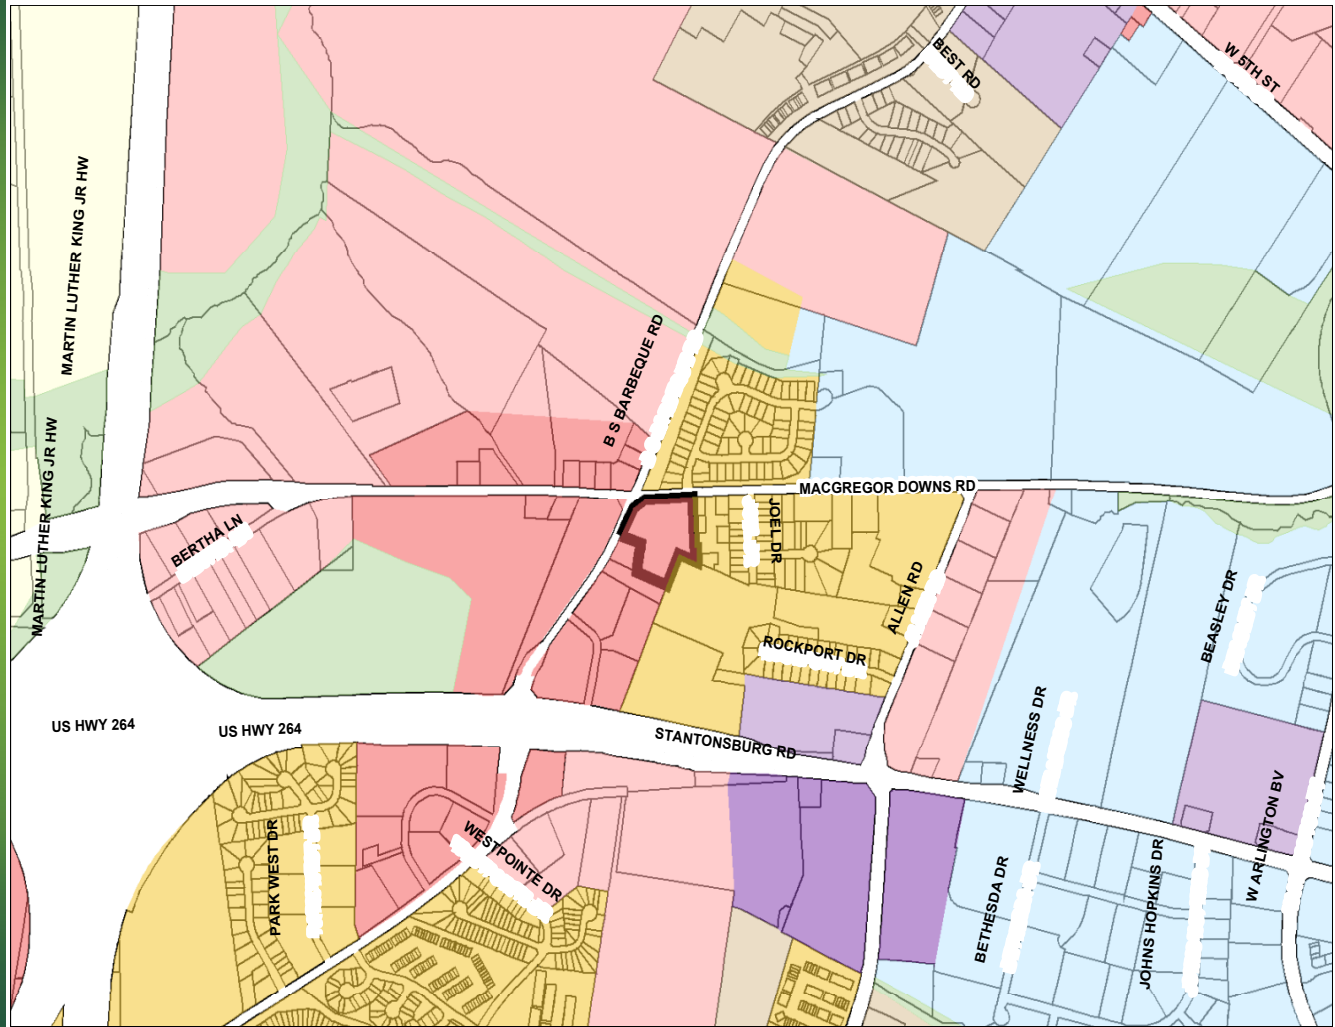 BEST RD
W 5TH ST
MARTIN LUTHER KING JR HW
B S BARBEQUE RD
MARTIN LUTHER KING JR HW
MACGREGOR DOWNS RD
BERTHA LN
JOEL DR
ALLEN RD
BEASLEY DR
ROCKPORT DR
US HWY 264
US HWY 264
STANTONSBURG RD
WELLNESS DR
W ARLINGTON BV
WESTPOINTE DR
PARK WEST DR
BETHESDA DR
JOHNS HOPKINS DR